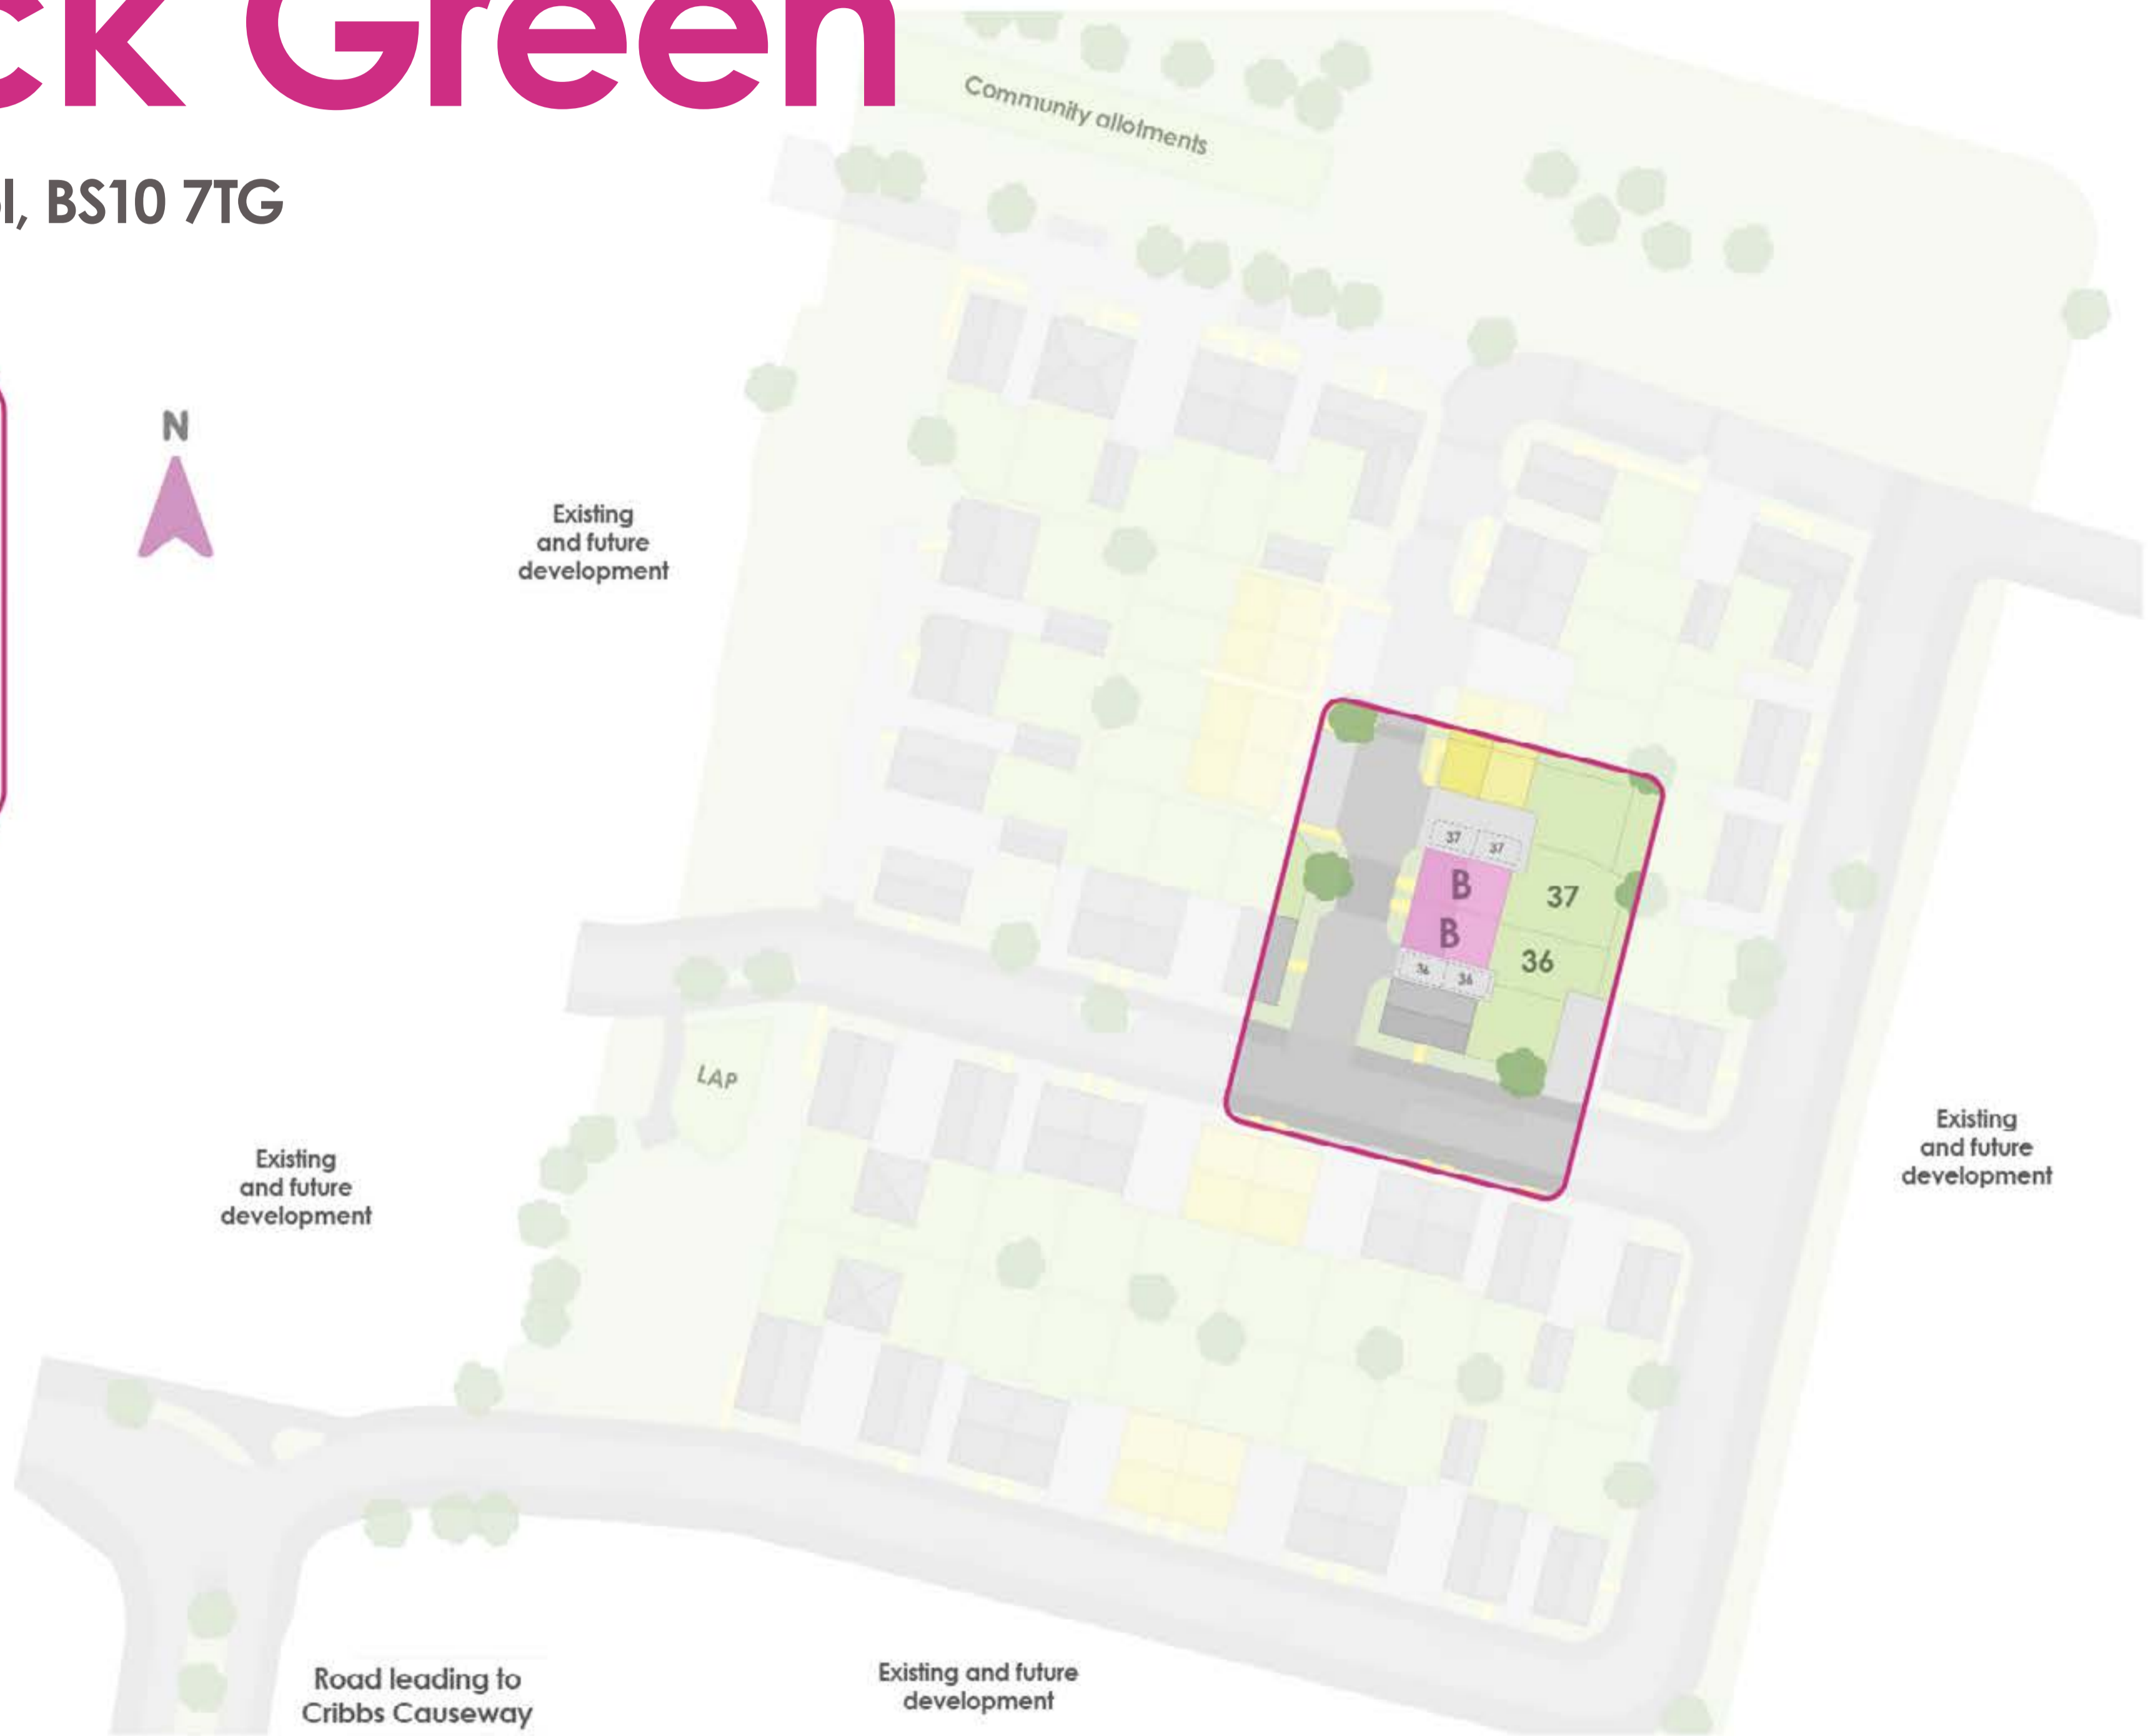 ck Green
l, BS10 7TG
Community allotments
N
Existing
and future
development
37 37
B
37
B
36
36 36
LAP
Existing
and future
development
Existing
and future
development
Road leading to
Cribbs Causeway
Existing and future
development